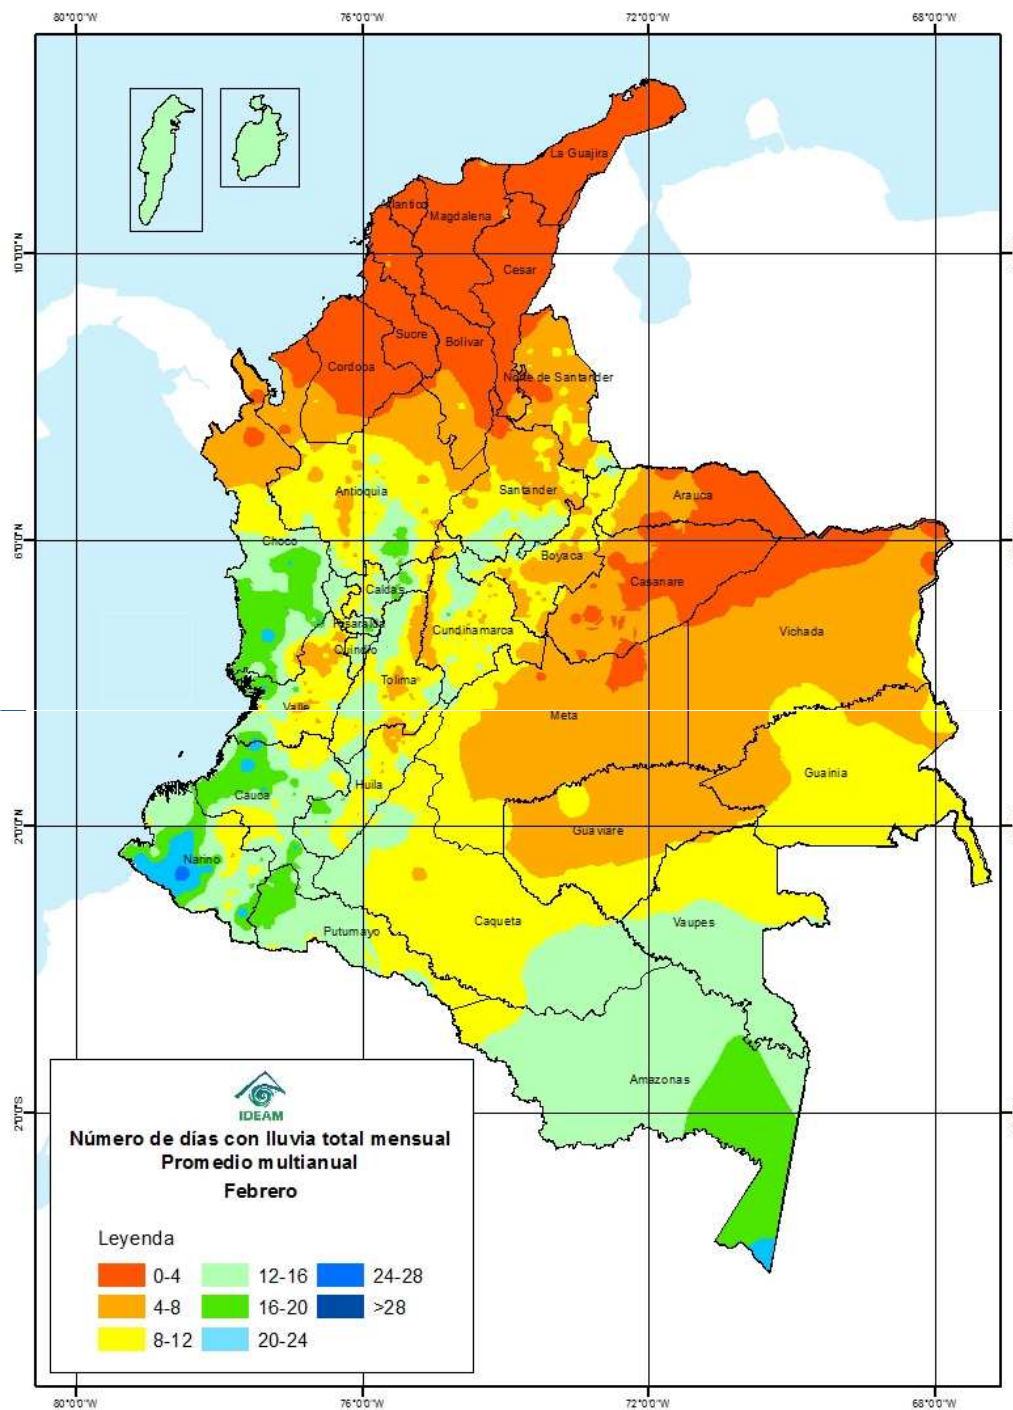 80°0'0"W 76°0'0"W 72°0'0"W 68°0'0"W
La Guajira
Atlantico
Magdalena
10°0'0"N
Cesar
Sucre
Bolivar
Cordoba
Norte de Santander
Antioquia
Santander
Arauca
6°0'0"N
Choco
Boyaca
Casanare
Caldas
Risaralda
Cundinamarca
Vichada
Quindio
Tolima
Valle
Meta
Guainia
Huila
Cauca
2°0'0"N
Guaviare
Narino
Caqueta
Vaupes
Putumayo
Amazonas
2°0'0"S
IDEAM
Número de días con lluvia total mensual
Promedio multianual
Febrero
Leyenda
0-4 12-16 24-28
4-8 16-20 >28
8-12 20-24
80°0'0"W 76°0'0"W 72°0'0"W 68°0'0"W